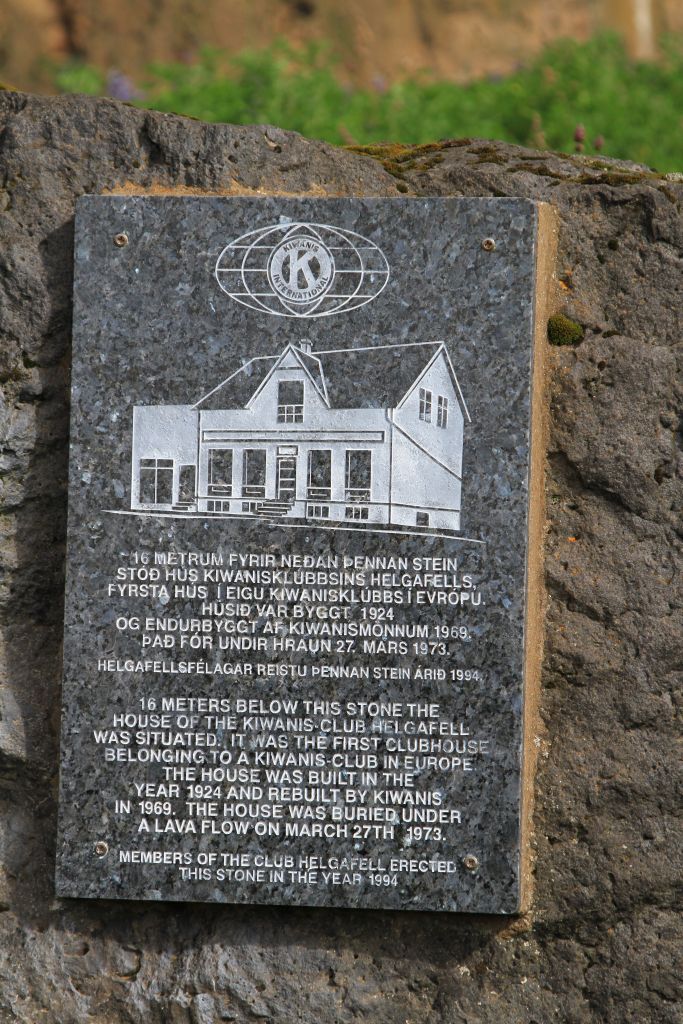 KIWANIS
K
INTERNATIONAL
16 METRUM FYRIR NEÐAN ÞENNAN STEIN
STÓÐ HÚS KIWANISKLÚBBSINS HELGAFELLS,
FYRSTA HÚS Í EIGU KIWANISKLÚBBS Í EVRÓPU.
HÚSIÐ VAR BYGGT 1924
OG ENDURBYGGT AF KIWANISMÖNNUM 1969.
ÞAÐ FÓR UNDIR HRAUN 27. MARS 1973.
HELGAFELLSFÉLAGAR REISTU ÞENNAN STEIN ÁRIÐ 1994.
16 METERS BELOW THIS STONE THE
HOUSE OF THE KIWANIS-CLUB HELGAFELL
WAS SITUATED. IT WAS THE FIRST CLUBHOUSE
BELONGING TO A KIWANIS-CLUB IN EUROPE
THE HOUSE WAS BUILT IN THE
YEAR 1924 AND REBUILT BY KIWANIS
IN 1969. THE HOUSE WAS BURIED UNDER
A LAVA FLOW ON MARCH 27TH 1973.
MEMBERS OF THE CLUB HELGAFELL ERECTED
THIS STONE IN THE YEAR 1994